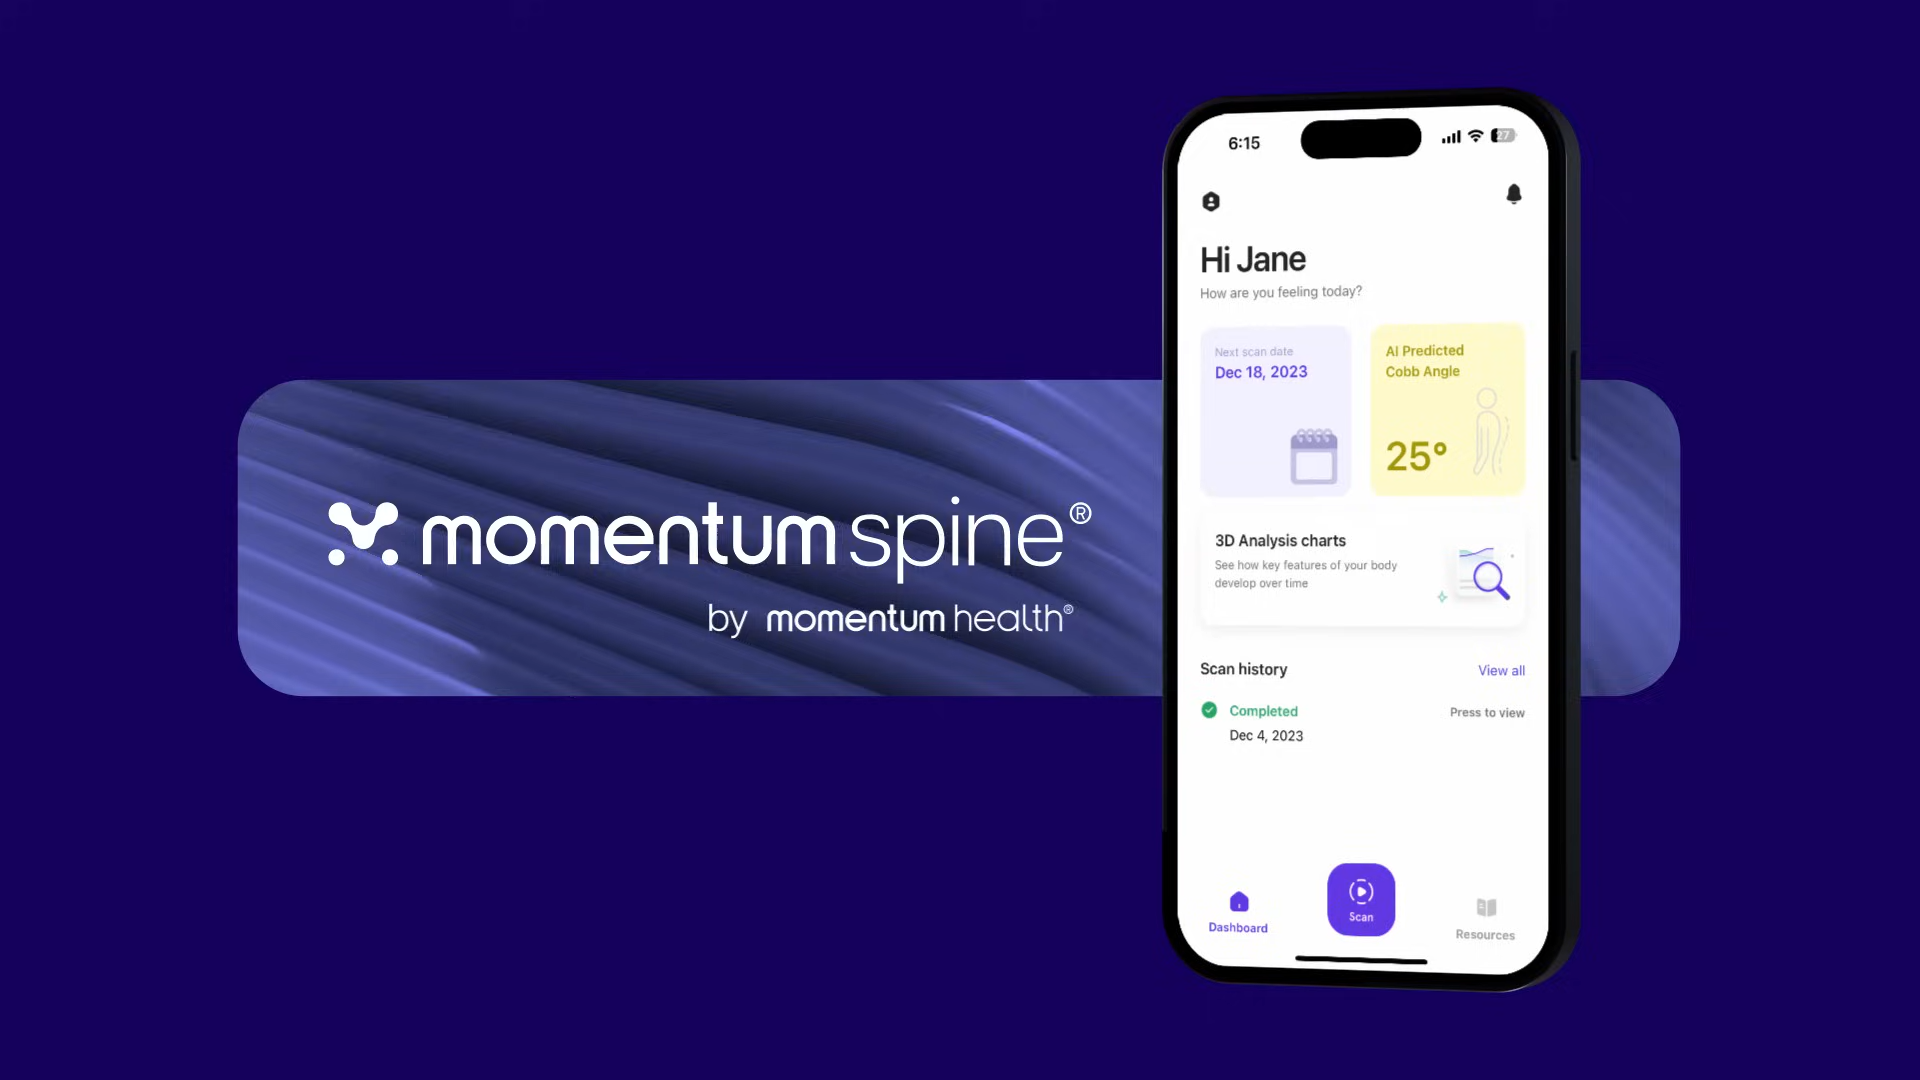 momentum spine®
by momentum health®
6:15
27
Hi Jane
How are you feeling today?
Next scan date
Dec 18, 2023
AI Predicted
Cobb Angle
25°
3D Analysis charts
See how key features of your body
develop over time
Scan history
View all
Completed
Press to view
Dec 4, 2023
Dashboard
Scan
Resources